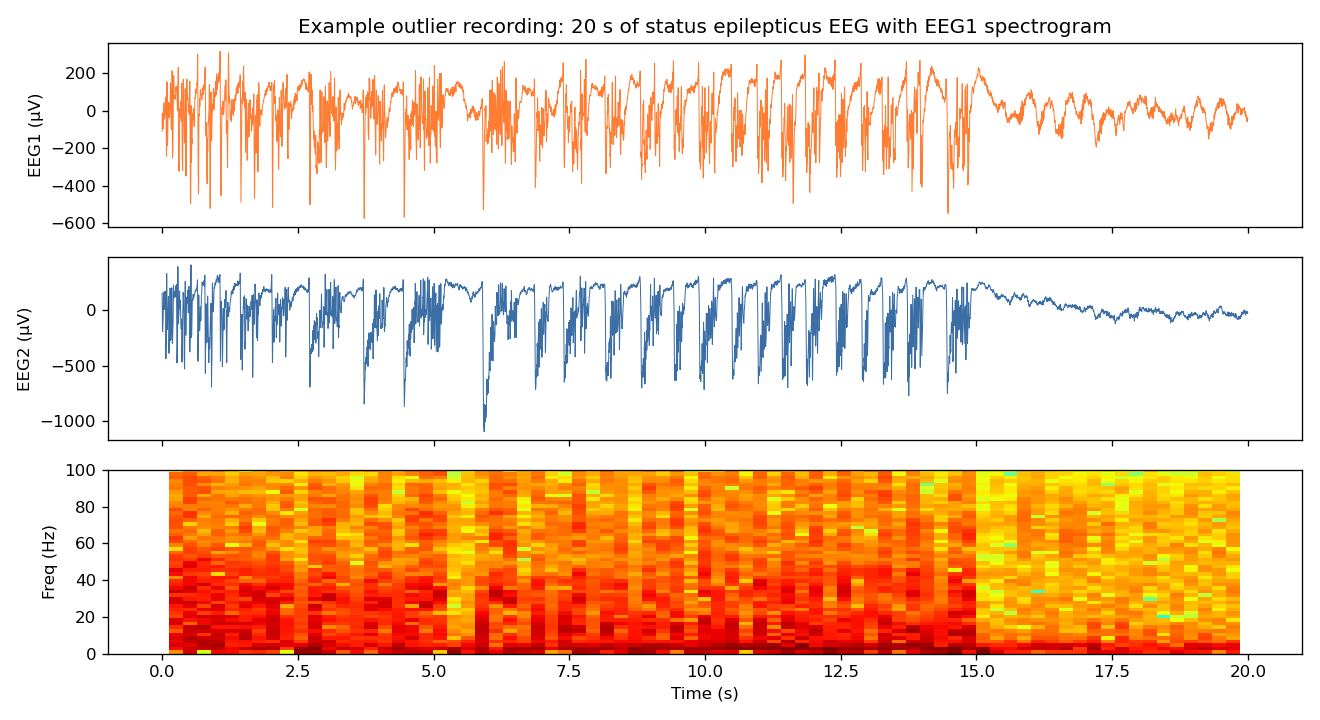 Example outlier recording: 20 s of status epilepticus EEG with EEG1 spectrogram
200
0
−200
−400
−600
EEG1 (μV)
0
−500
−1000
EEG2 (μV)
100
80
60
40
20
0
Freq (Hz)
0.0 2.5 5.0 7.5 10.0 12.5 15.0 17.5 20.0
Time (s)